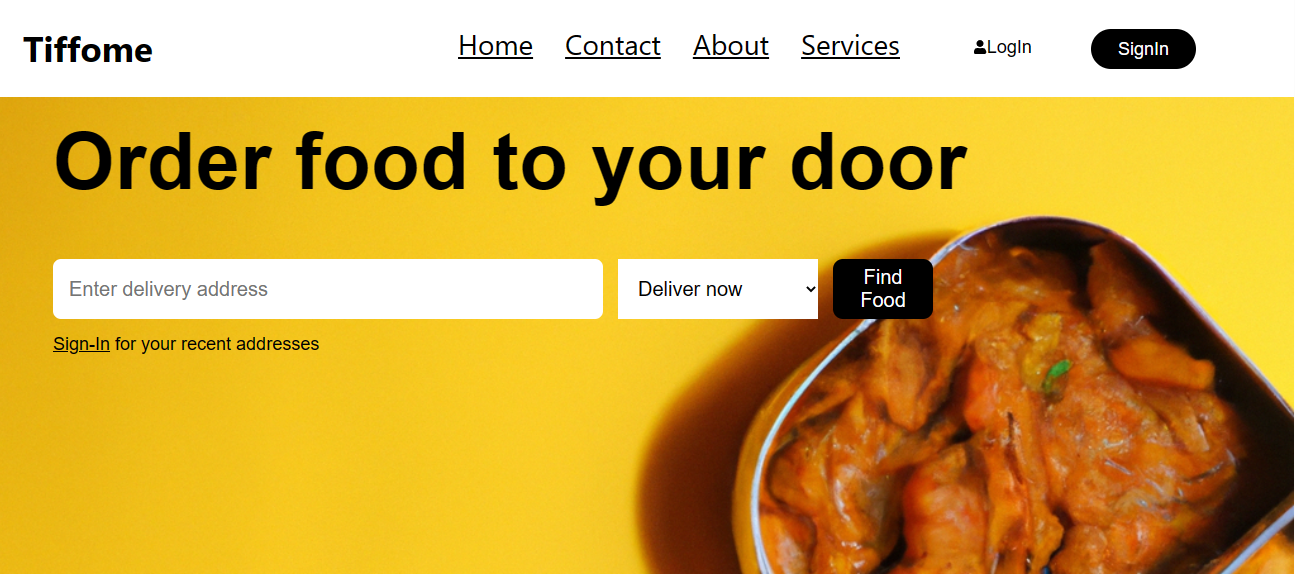 Tiffome
Home Contact About Services LogIn SignIn
Order food to your door
Enter delivery address
Deliver now
Find
Food
Sign-In for your recent addresses